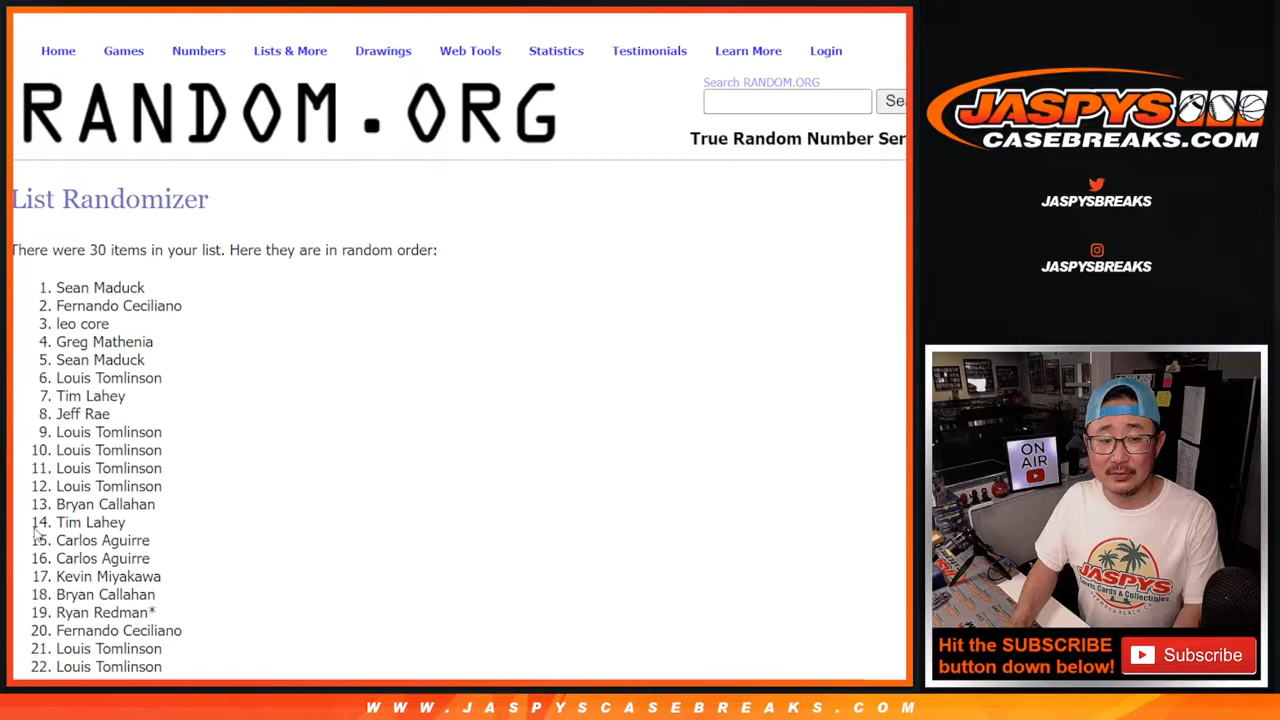 Home Games Numbers Lists & More Drawings Web Tools Statistics Testimonials Learn More Login
RANDOM.ORG
Search RANDOM.ORG
True Random Number Ser
List Randomizer
There were 30 items in your list. Here they are in random order:
1. Sean Maduck
2. Fernando Ceciliano
3. leo core
4. Greg Mathenia
5. Sean Maduck
6. Louis Tomlinson
7. Tim Lahey
8. Jeff Rae
9. Louis Tomlinson
10. Louis Tomlinson
11. Louis Tomlinson
12. Louis Tomlinson
13. Bryan Callahan
14. Tim Lahey
15. Carlos Aguirre
16. Carlos Aguirre
17. Kevin Miyakawa
18. Bryan Callahan
19. Ryan Redman*
20. Fernando Ceciliano
21. Louis Tomlinson
22. Louis Tomlinson
JASPYS
CASEBREAKS.COM
JASPYSBREAKS
JASPYSBREAKS
ON
AIR
JASPYS
Sports Cards & Collectibles
Hit the SUBSCRIBE
button down below!
Subscribe
WWW.JASPYSCASEBREAKS.COM